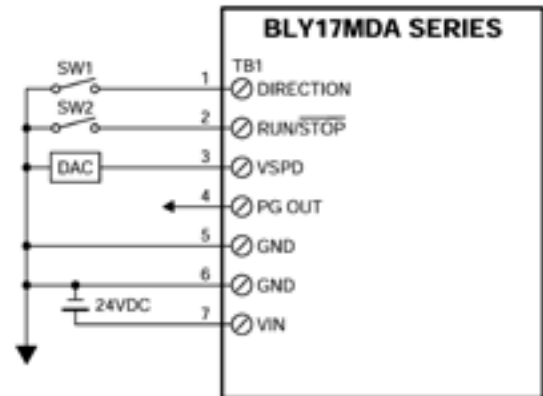 BLY17MDA SERIES
TB1
SW1
1 DIRECTION
SW2
2 RUN/STOP
DAC
3 VSPD
4 PG OUT
5 GND
6 GND
24VDC
7 VIN